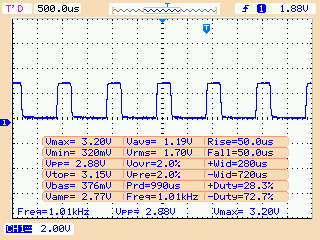 T'D 500.0us T 1 1.88V
T
1
Vmax= 3.20V Vavg= 1.19V Rise=50.0us
Vmin= 320mV Vrms= 1.70V Fall=50.0us
Vpp= 2.88V Vovr=2.0% +Wid=280us
Vtop= 3.15V Vpre=2.0% -Wid=720us
Vbas= 376mV Prd=990us +Duty=28.3%
Vamp= 2.77V Freq=1.01kHz -Duty=72.7%
Freq=1.01kHz Vpp= 2.88V Vmax= 3.20V
CH1 2.00V